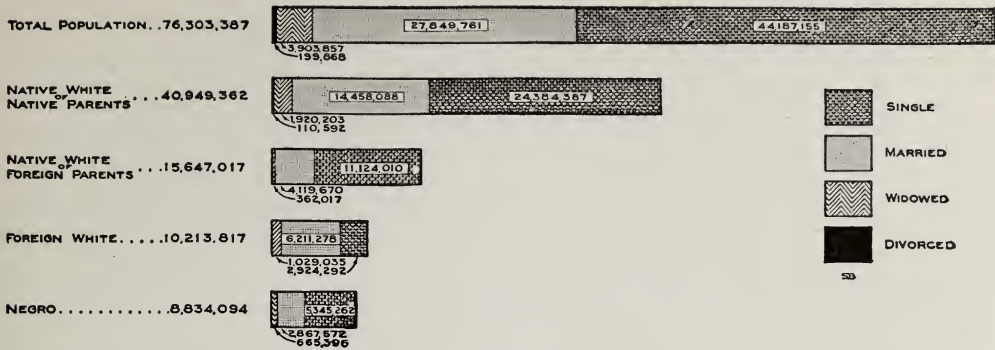 TOTAL POPULATION..76,303,387
27,849,761
44,187,155
3,903,857
199,868
NATIVE WHITE
OF
NATIVE PARENTS ...40,949,362
14,458,088
24,384,387
1,920,203
110,592
NATIVE WHITE
OF
FOREIGN PARENTS ...15,647,017
11,124,010
4,119,670
362,017
FOREIGN WHITE.....10,213,817
6,211,278
1,029,035
2,924,292
NEGRO............8,834,094
5,345,262
2,867,572
665,396
SINGLE
MARRIED
WIDOWED
DIVORCED